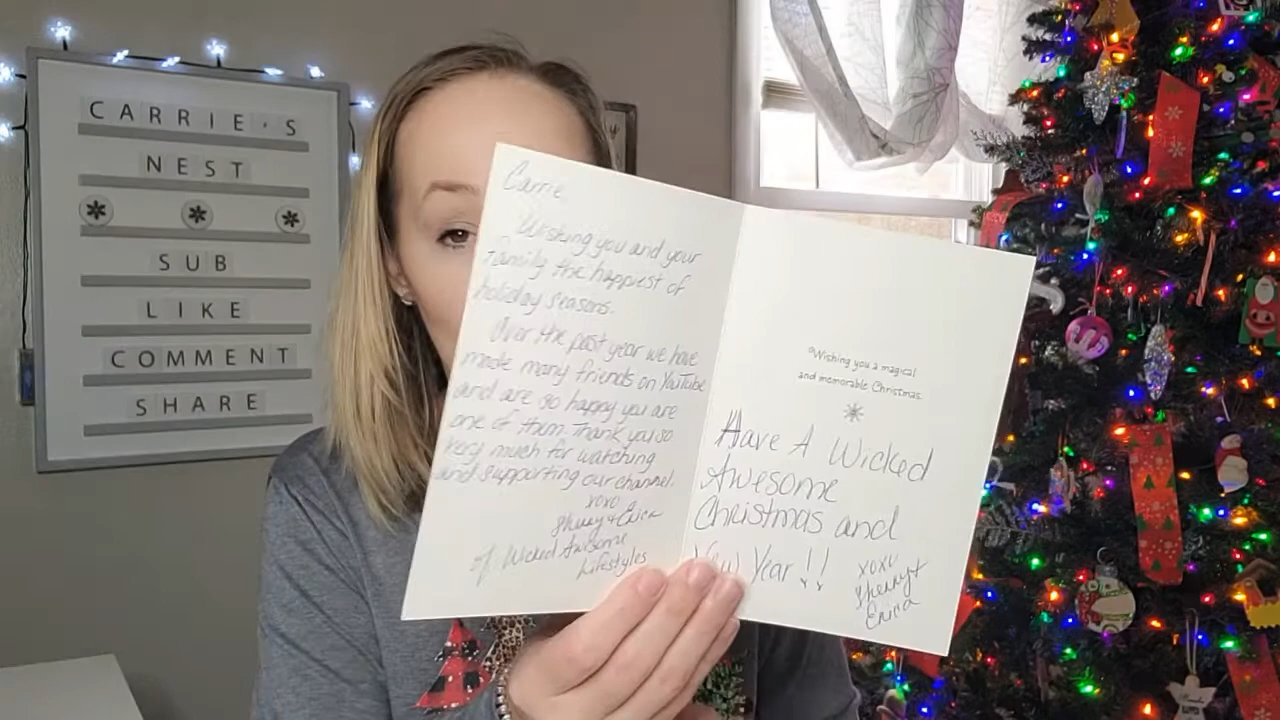 CARRIE'S
NEST
SUB
LIKE
COMMENT
SHARE
Carrie
Wishing you and your
family the happiest of
holiday seasons.
Over the past year we have
made many friends on YouTube
and are so happy you are
one of them. Thank you so
very much for watching
and supporting our channel.
xoxo
Sherry + Erica
of Wicked Awesome
Lifestyles
Wishing you a magical
and memorable Christmas.
Have A Wicked
Awesome
Christmas and
New Year!!
xoxo
Sherry +
Erica